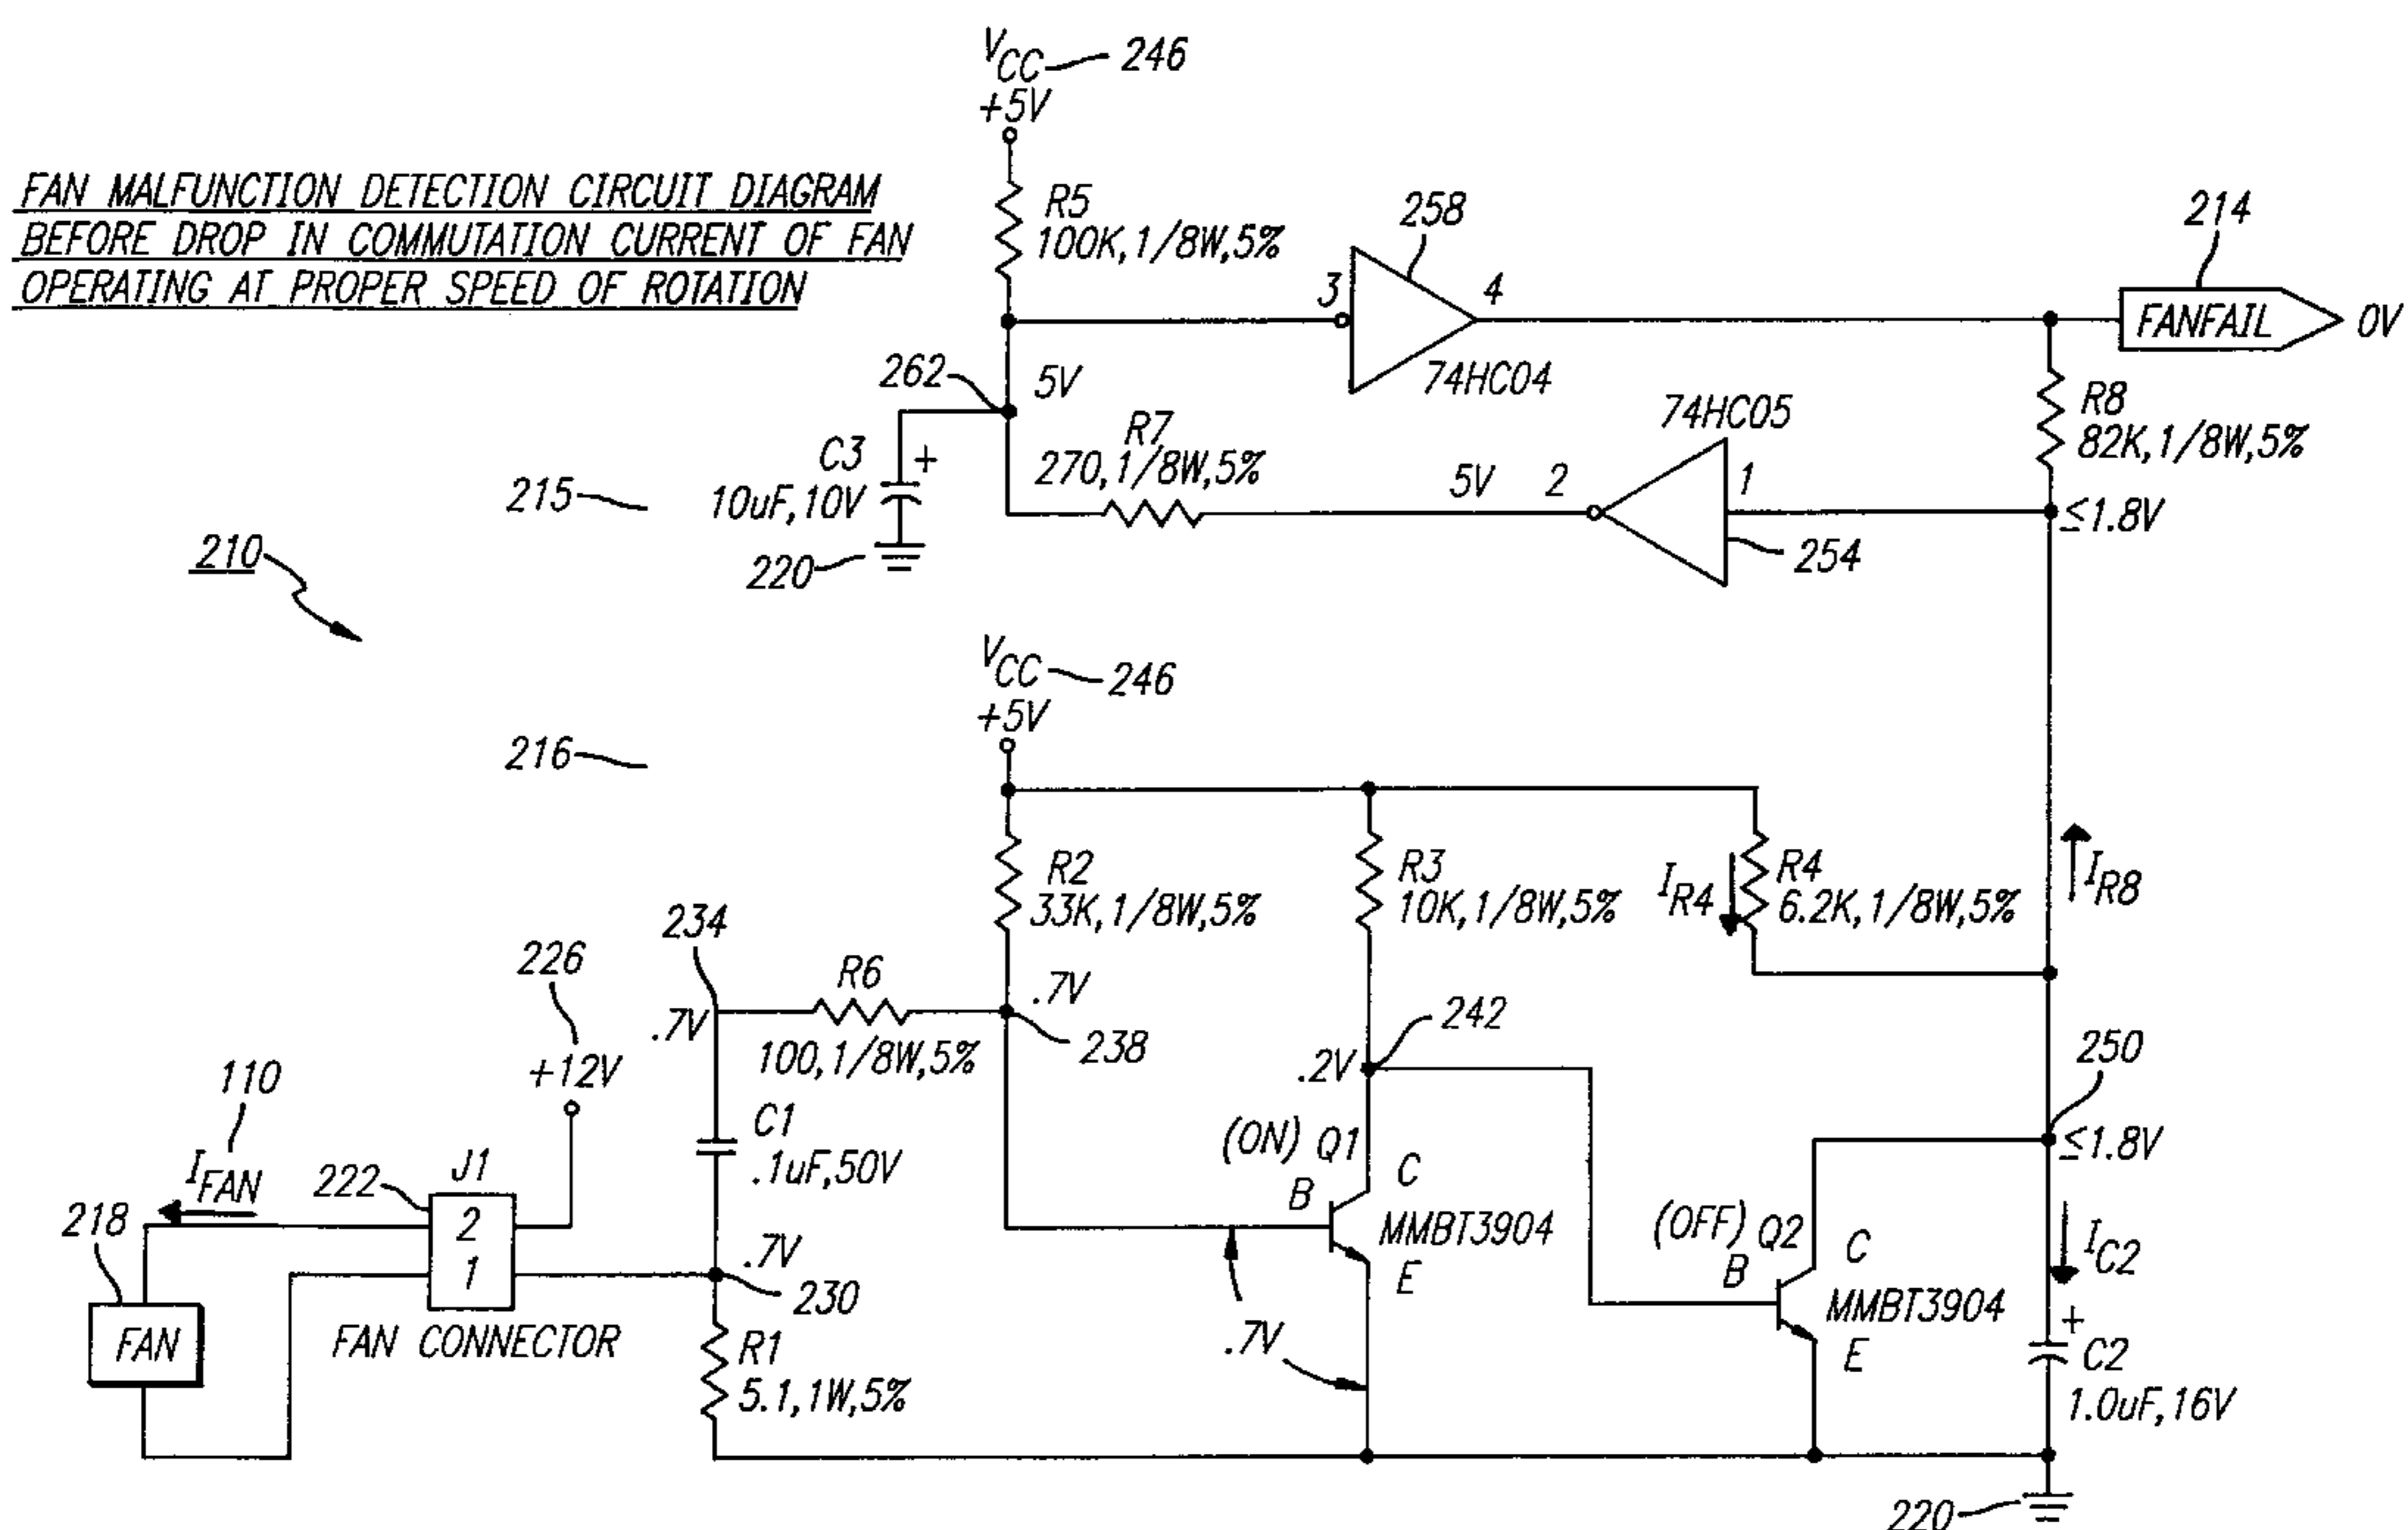 V_CC 246
+5V
FAN MALFUNCTION DETECTION CIRCUIT DIAGRAM
BEFORE DROP IN COMMUTATION CURRENT OF FAN
OPERATING AT PROPER SPEED OF ROTATION
R5
100K,1/8W,5%
258
3
4
74HC04
214
FANFAIL
0V
262
5V
C3
+
10uF,10V
220
R7
270,1/8W,5%
5V
2
74HC05
1
254
R8
82K,1/8W,5%
≤1.8V
215
210
216
V_CC 246
+5V
R2
33K,1/8W,5%
R3
10K,1/8W,5%
I_R4
R4
6.2K,1/8W,5%
I_R8
234
.7V
R6
100,1/8W,5%
.7V
238
226
+12V
242
.2V
250
≤1.8V
110
I_FAN
218
FAN
222
J1
2
1
FAN CONNECTOR
C1
.1uF,50V
.7V
230
R1
5.1,1W,5%
(ON) Q1
B
C
MMBT3904
E
.7V
(OFF) Q2
B
C
MMBT3904
E
I_C2
+
C2
1.0uF,16V
220